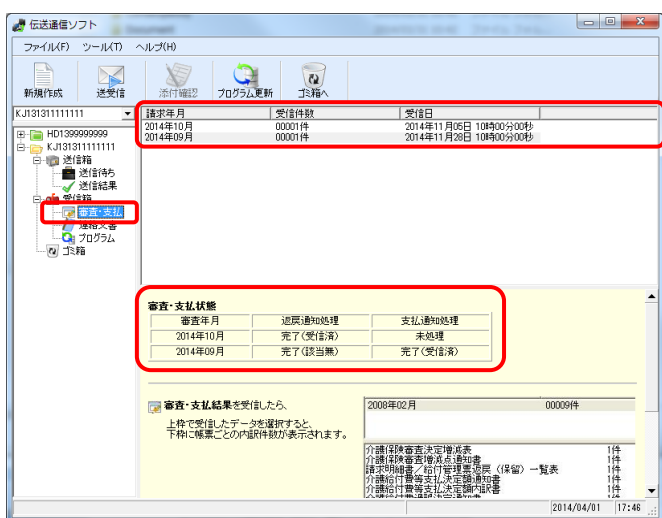 伝送通信ソフト
ファイル(F) ツール(T) ヘルプ(H)
新規作成 送受信 添付確認 プログラム更新 ゴミ箱へ
KJ131311111111
HD1399999999
KJ131311111111
送信箱
送信待ち
送信結果
受信箱
審査・支払
連絡文書
プログラム
ゴミ箱
請求年月 受信件数 受信日
2014年10月 00001件 2014年11月05日 10時00分00秒
2014年09月 00001件 2014年11月28日 10時00分00秒
審査・支払状態
審査年月 返戻通知処理 支払通知処理
2014年10月 完了(受信済) 未処理
2014年09月 完了(該当無) 完了(受信済)
審査・支払結果を受信したら、
上枠で受信したデータを選択すると、
下枠に帳票ごとの内訳件数が表示されます。
2008年02月 00009件
介護保険審査決定増減表 1件
介護保険審査増減点通知書 1件
請求明細書／給付管理票返戻（保留）一覧表 1件
介護給付費等支払決定額通知書 1件
介護給付費等支払決定額内訳書 1件
2014/04/01 17:46